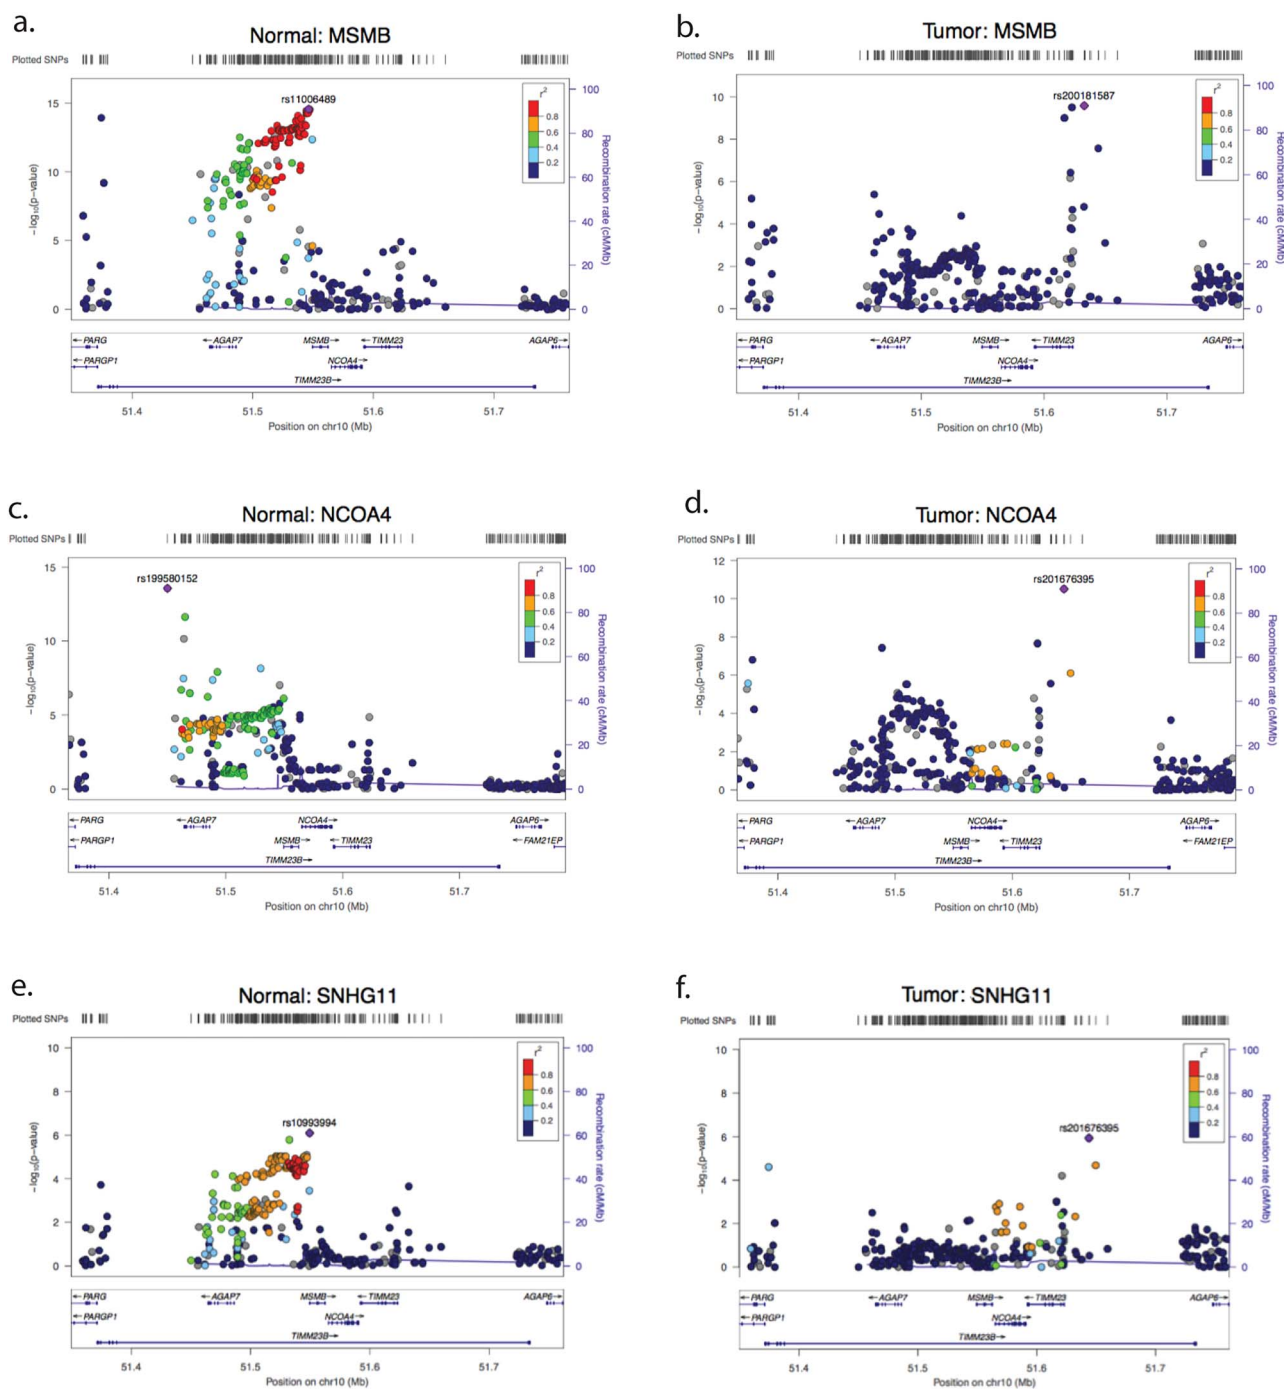 a.
Normal: MSMB
Plotted SNPs
rs11006489
r²
0.8
0.6
0.4
0.2
15
10
5
0
−log₁₀(p−value)
100
80
60
40
20
0
Recombination rate (cM/Mb)
←PARG
←AGAP7
MSMB→
←TIMM23
AGAP6→
←PARGP1
NCOA4→
TIMM23B→
51.4 51.5 51.6 51.7
Position on chr10 (Mb)
b.
Tumor: MSMB
Plotted SNPs
rs200181587
r²
0.8
0.6
0.4
0.2
10
8
6
4
2
0
−log₁₀(p−value)
100
80
60
40
20
0
Recombination rate (cM/Mb)
←PARG
←AGAP7
MSMB→
←TIMM23
AGAP6→
←PARGP1
NCOA4→
TIMM23B→
51.4 51.5 51.6 51.7
Position on chr10 (Mb)
c.
Normal: NCOA4
Plotted SNPs
rs199580152
r²
0.8
0.6
0.4
0.2
15
10
5
0
−log₁₀(p−value)
100
80
60
40
20
0
Recombination rate (cM/Mb)
←PARG
←AGAP7
NCOA4→
AGAP6→
←PARGP1
MSMB→
←TIMM23
←FAM21EP
TIMM23B→
51.4 51.5 51.6 51.7
Position on chr10 (Mb)
d.
Tumor: NCOA4
Plotted SNPs
rs201676395
r²
0.8
0.6
0.4
0.2
12
10
8
6
4
2
0
−log₁₀(p−value)
100
80
60
40
20
0
Recombination rate (cM/Mb)
←PARG
←AGAP7
NCOA4→
AGAP6→
←PARGP1
MSMB→
←TIMM23
←FAM21EP
TIMM23B→
51.4 51.5 51.6 51.7
Position on chr10 (Mb)
e.
Normal: SNHG11
Plotted SNPs
rs10993994
r²
0.8
0.6
0.4
0.2
10
8
6
4
2
0
−log₁₀(p−value)
100
80
60
40
20
0
Recombination rate (cM/Mb)
←PARG
←AGAP7
MSMB→
←TIMM23
AGAP6→
←PARGP1
NCOA4→
TIMM23B→
51.4 51.5 51.6 51.7
Position on chr10 (Mb)
f.
Tumor: SNHG11
Plotted SNPs
rs201676395
r²
0.8
0.6
0.4
0.2
10
8
6
4
2
0
−log₁₀(p−value)
100
80
60
40
20
0
Recombination rate (cM/Mb)
←PARG
←AGAP7
MSMB→
←TIMM23
AGAP6→
←PARGP1
NCOA4→
TIMM23B→
51.4 51.5 51.6 51.7
Position on chr10 (Mb)